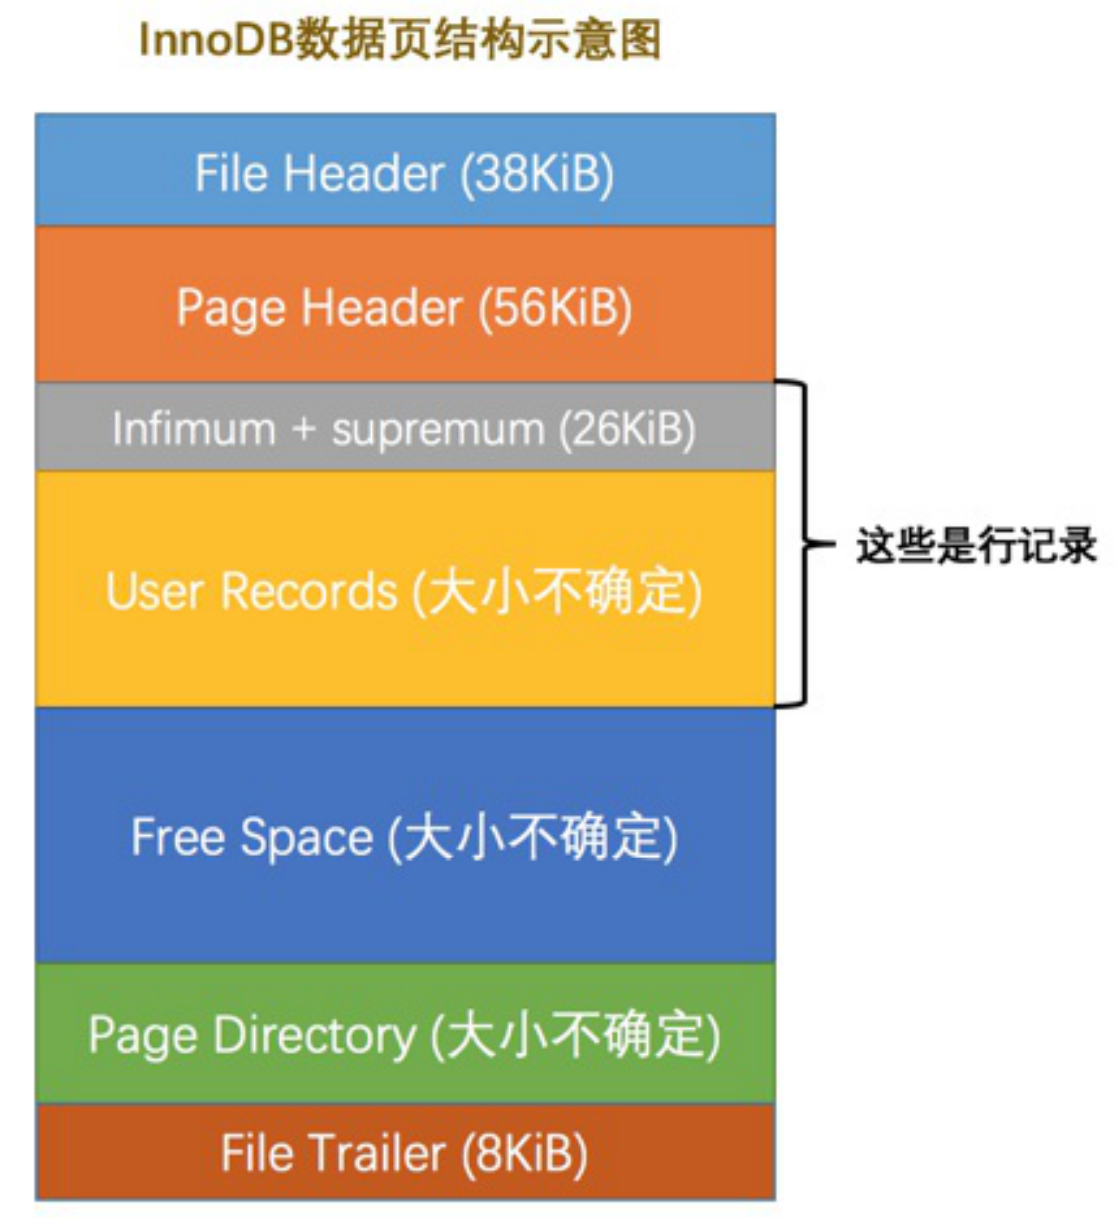 InnoDB数据页结构示意图
File Header (38KiB)
Page Header (56KiB)
Infimum + supremum (26KiB)
User Records (大小不确定)
这些是行记录
Free Space (大小不确定)
Page Directory (大小不确定)
File Trailer (8KiB)